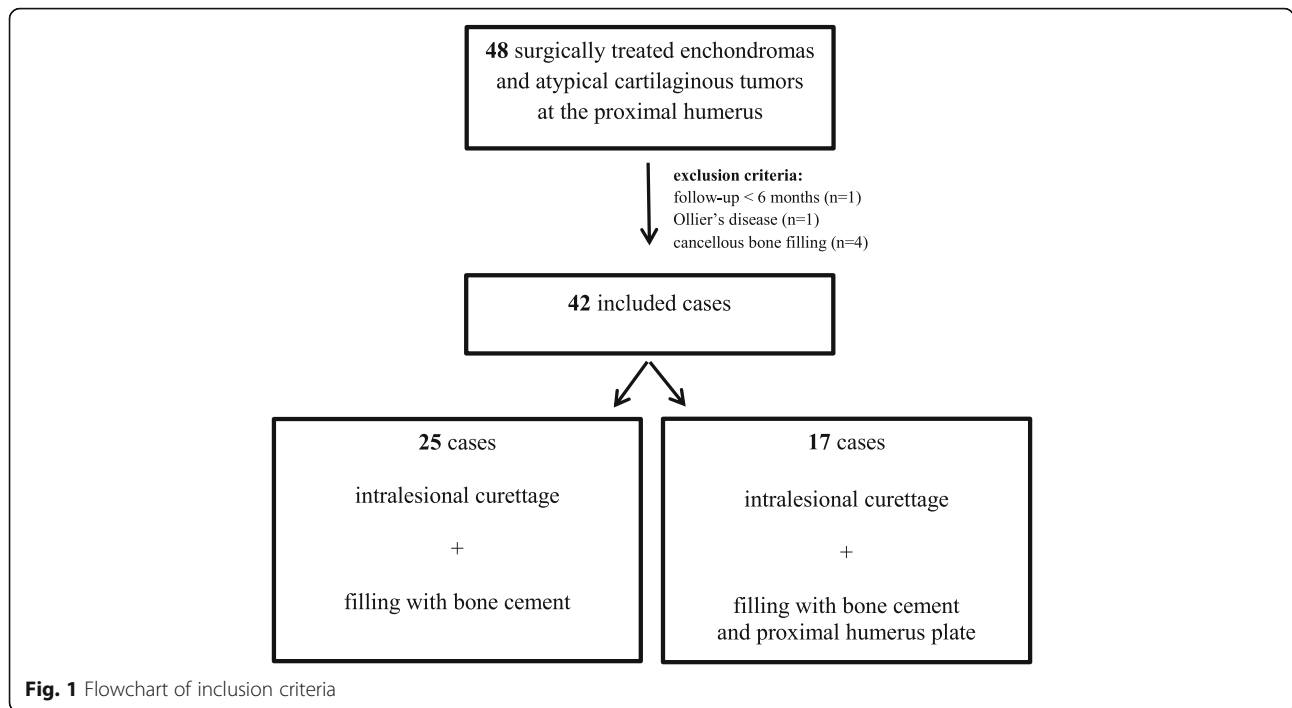 48 surgically treated enchondromas
and atypical cartilaginous tumors
at the proximal humerus
exclusion criteria:
follow-up < 6 months (n=1)
Ollier’s disease (n=1)
cancellous bone filling (n=4)
42 included cases
25 cases
intralesional curettage
+
filling with bone cement
17 cases
intralesional curettage
+
filling with bone cement
and proximal humerus plate
Fig. 1 Flowchart of inclusion criteria